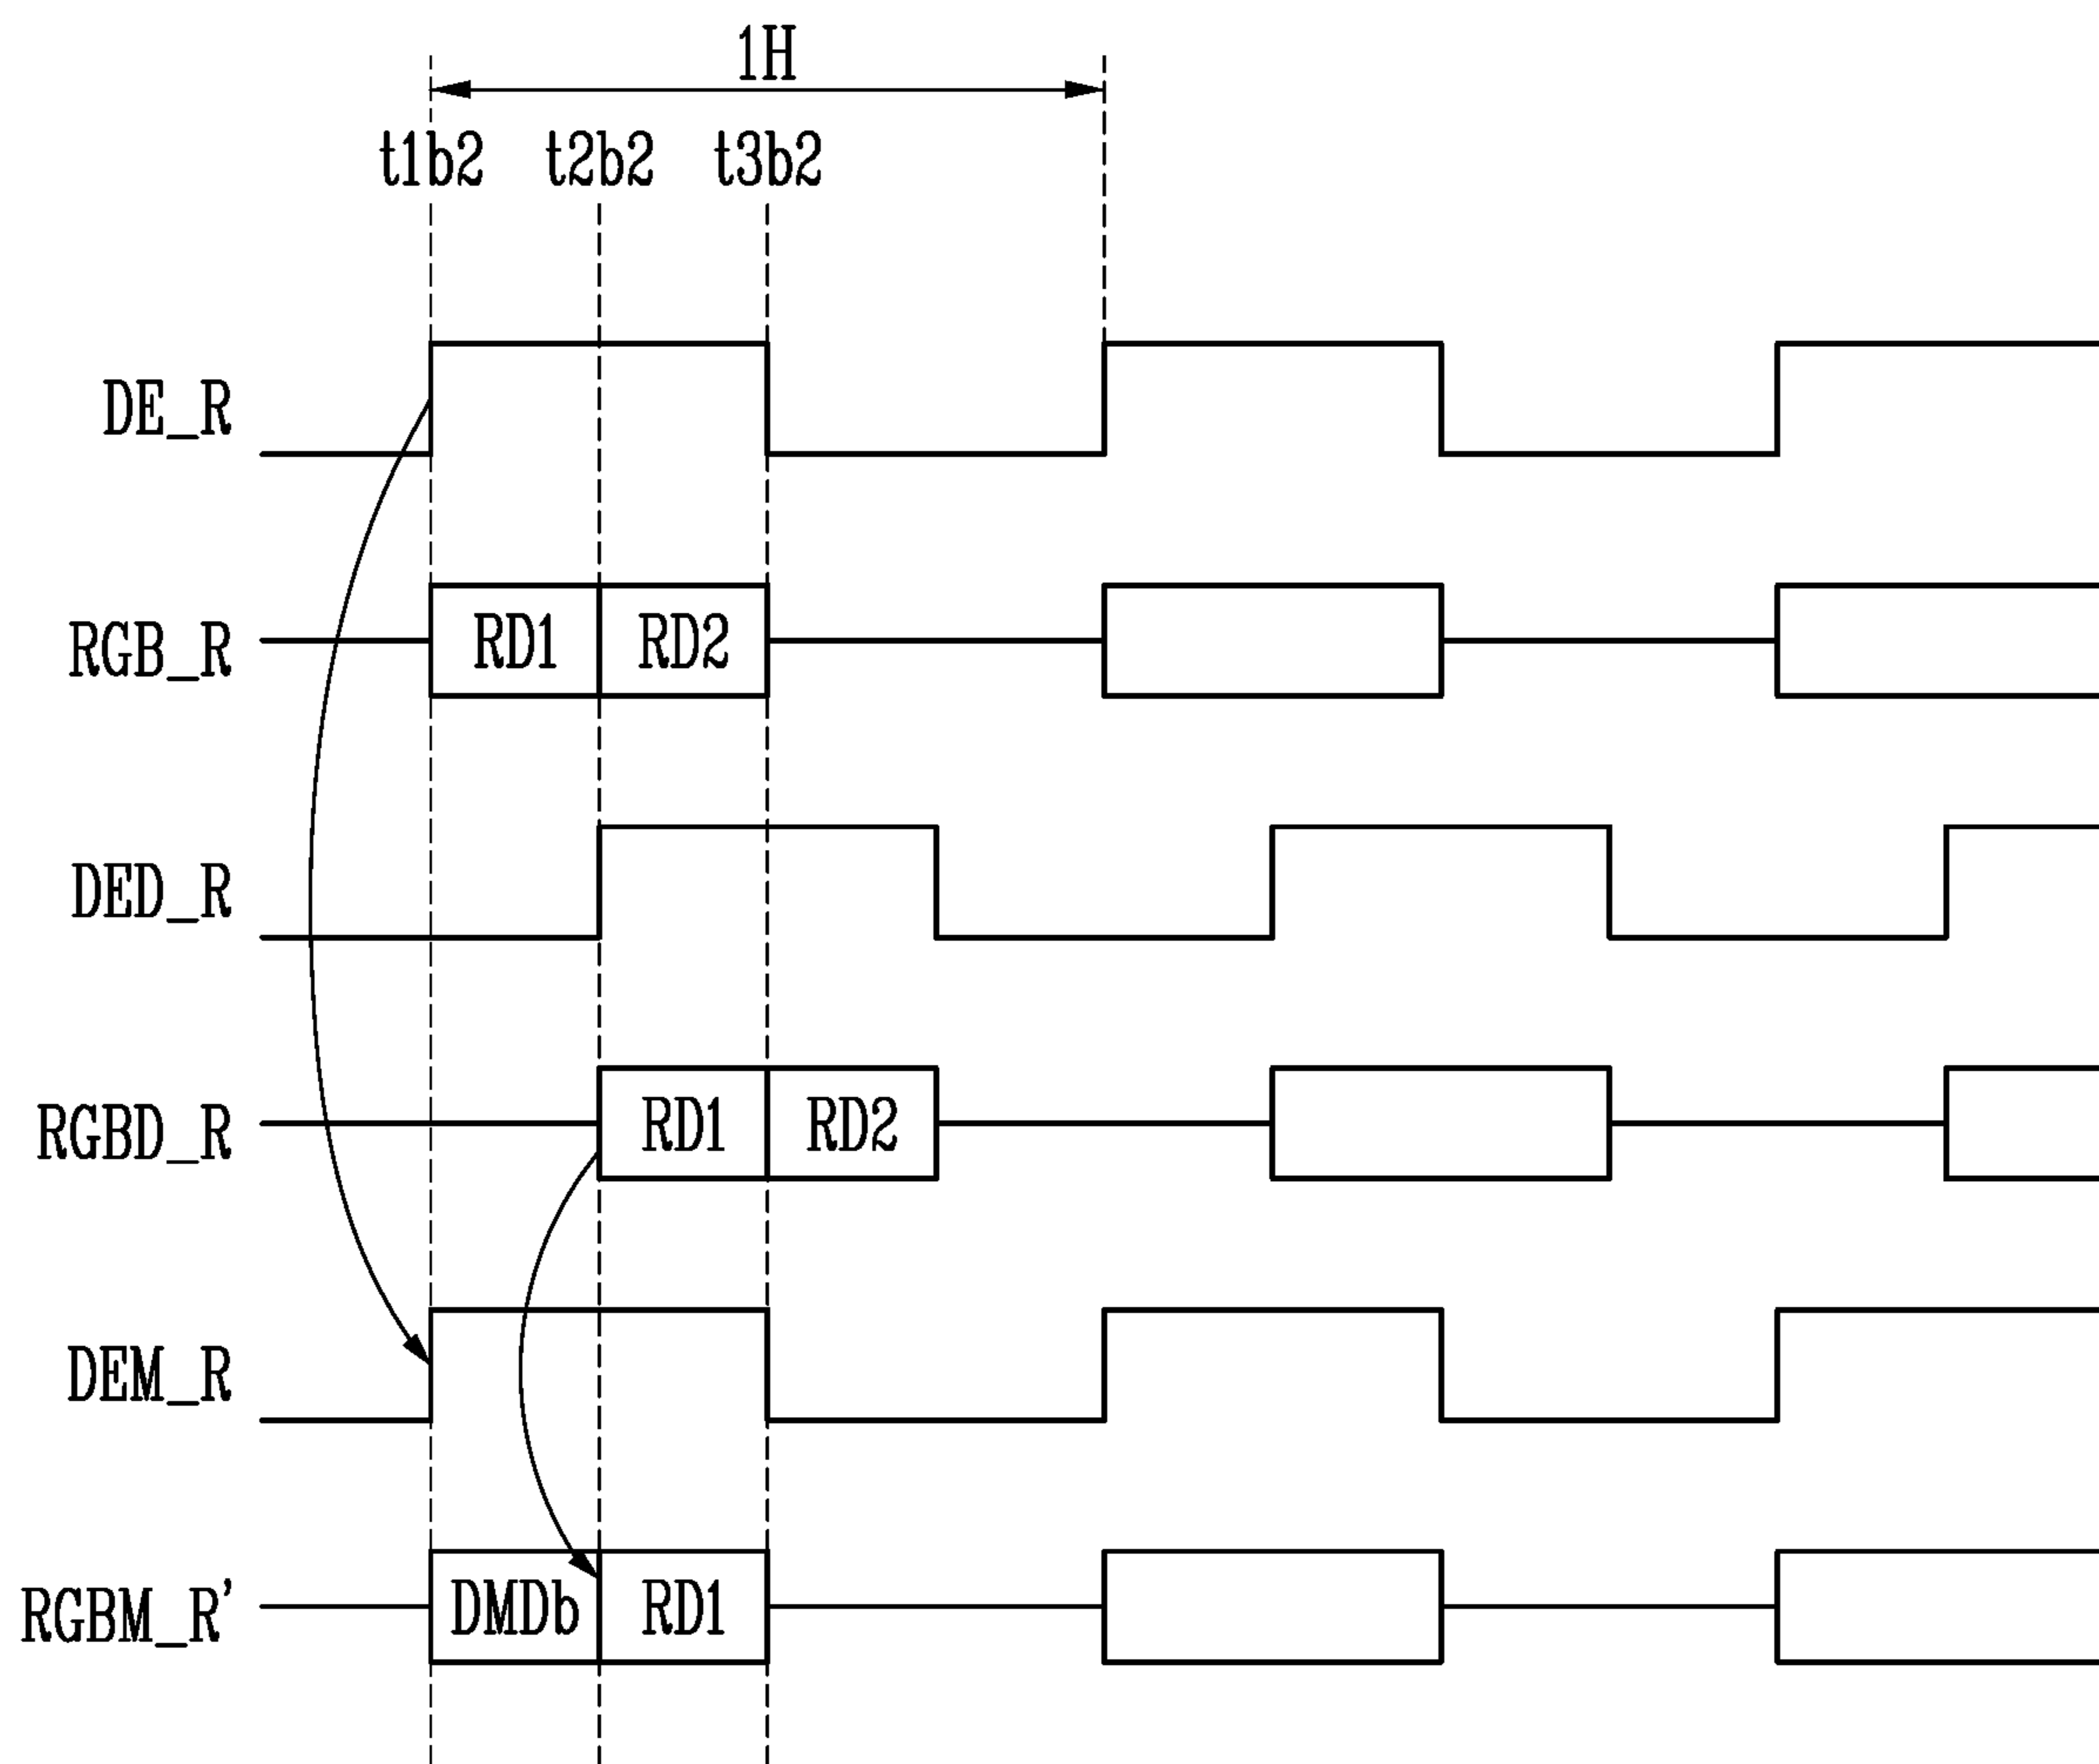 1H
t1b2 t2b2 t3b2
DE_R
RGB_R RD1 RD2
DED_R
RGBD_R RD1 RD2
DEM_R
RGBM_R' DMDb RD1